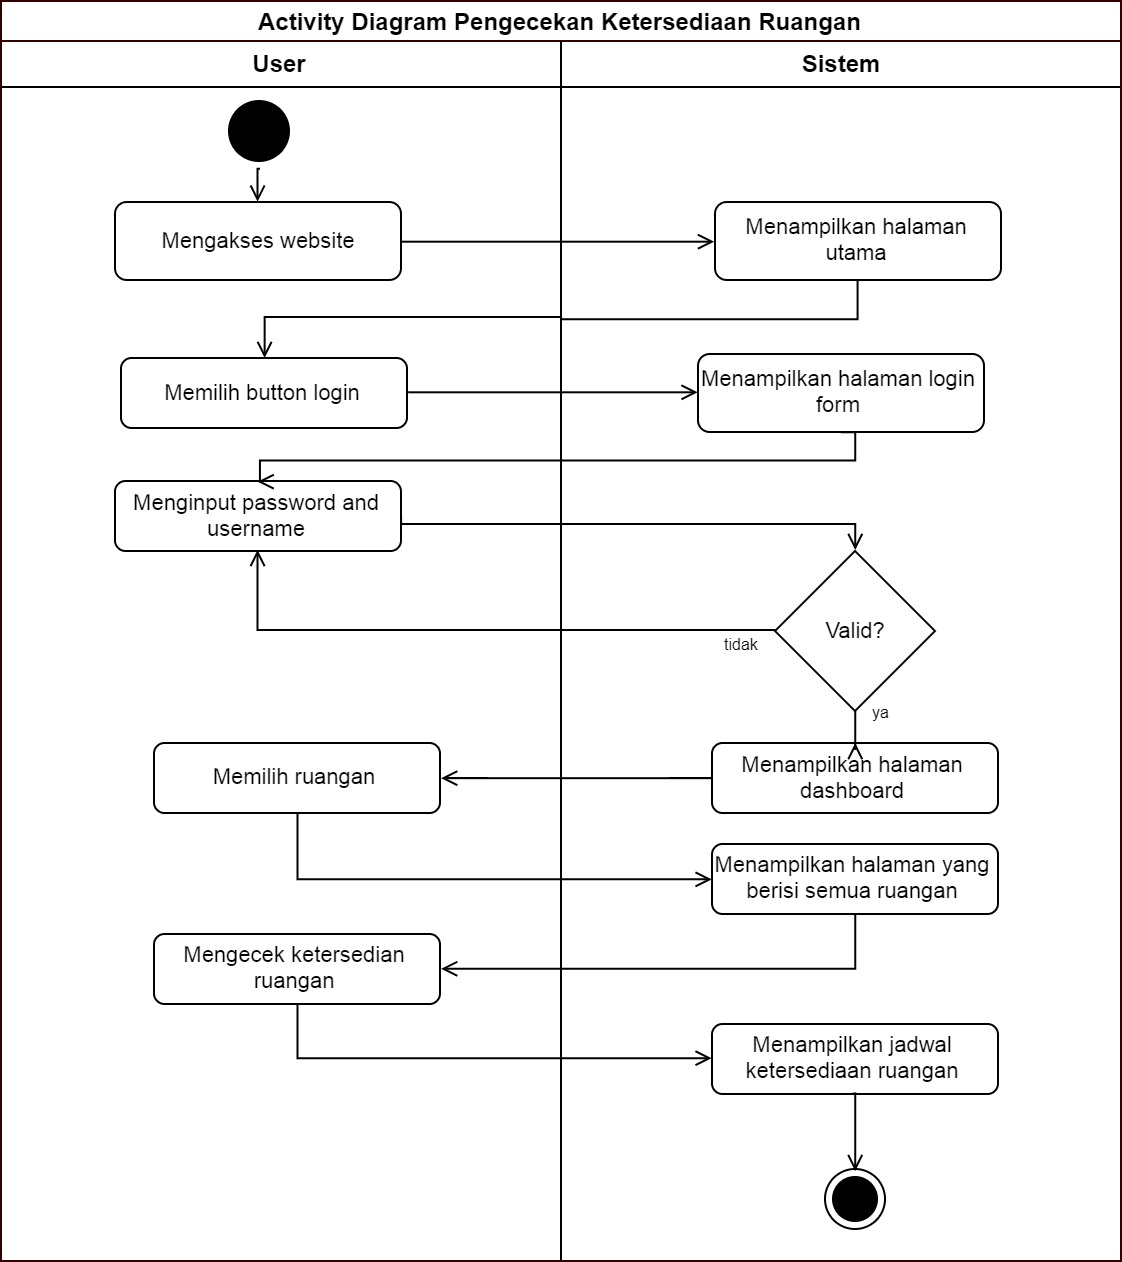 Activity Diagram Pengecekan Ketersediaan Ruangan
User
Sistem
Mengakses website
Menampilkan halaman
utama
Memilih button login
Menampilkan halaman login
form
Menginput password and
username
Valid?
tidak
ya
Memilih ruangan
Menampilkan halaman
dashboard
Menampilkan halaman yang
berisi semua ruangan
Mengecek ketersedian
ruangan
Menampilkan jadwal
ketersediaan ruangan